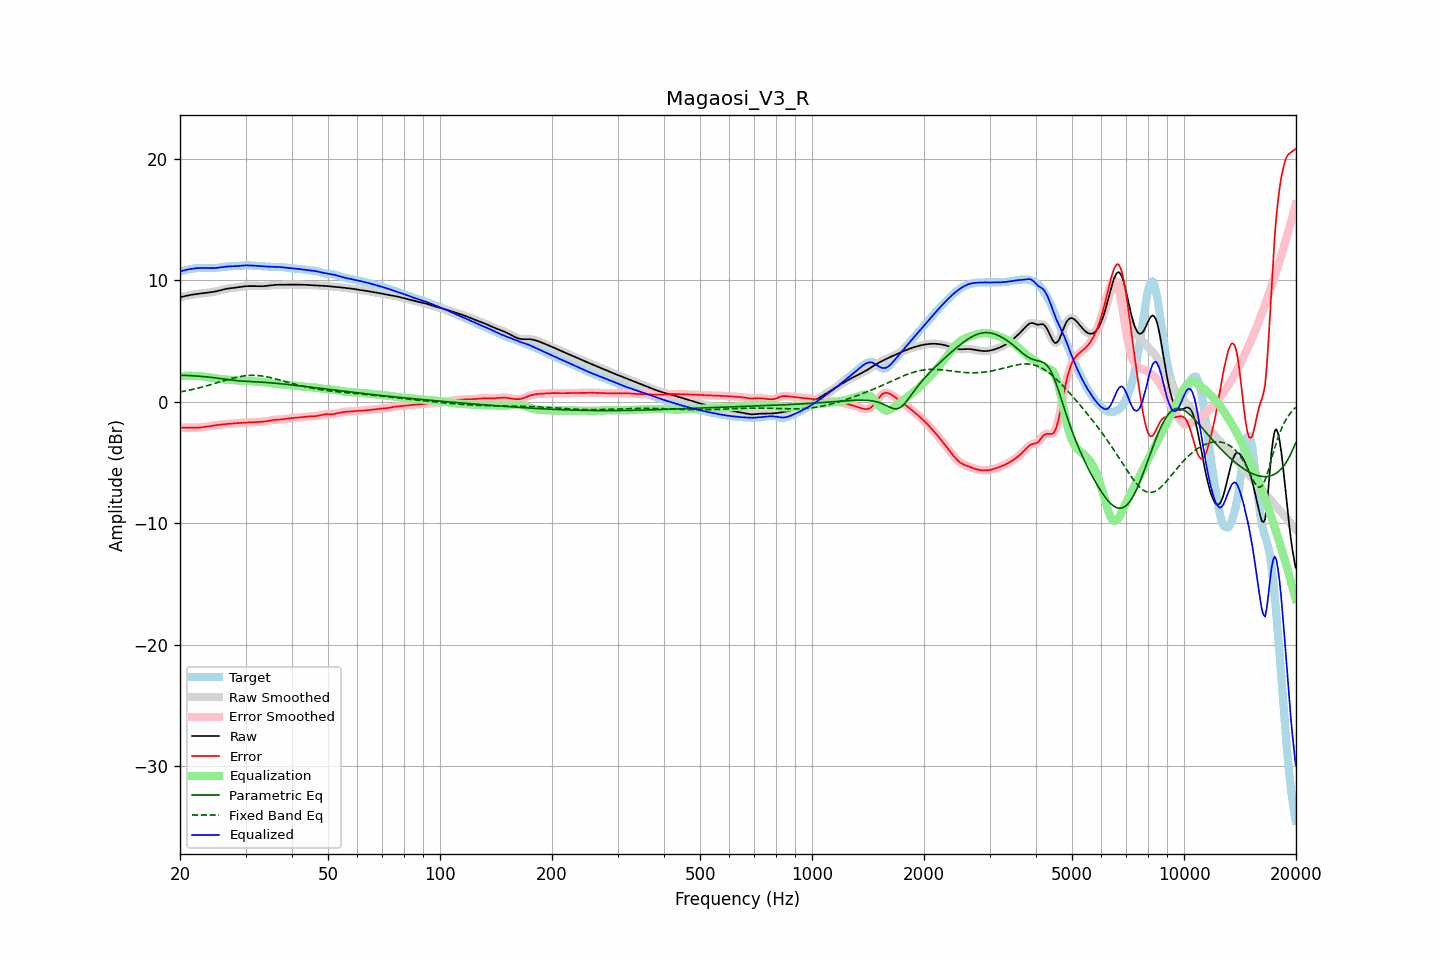 Magaosi_V3_R
Amplitude (dBr)
20
10
0
−10
−20
−30
Target
Raw Smoothed
Error Smoothed
Raw
Error
Equalization
Parametric Eq
Fixed Band Eq
Equalized
20 50 100 200 500 1000 2000 5000 10000 20000
Frequency (Hz)